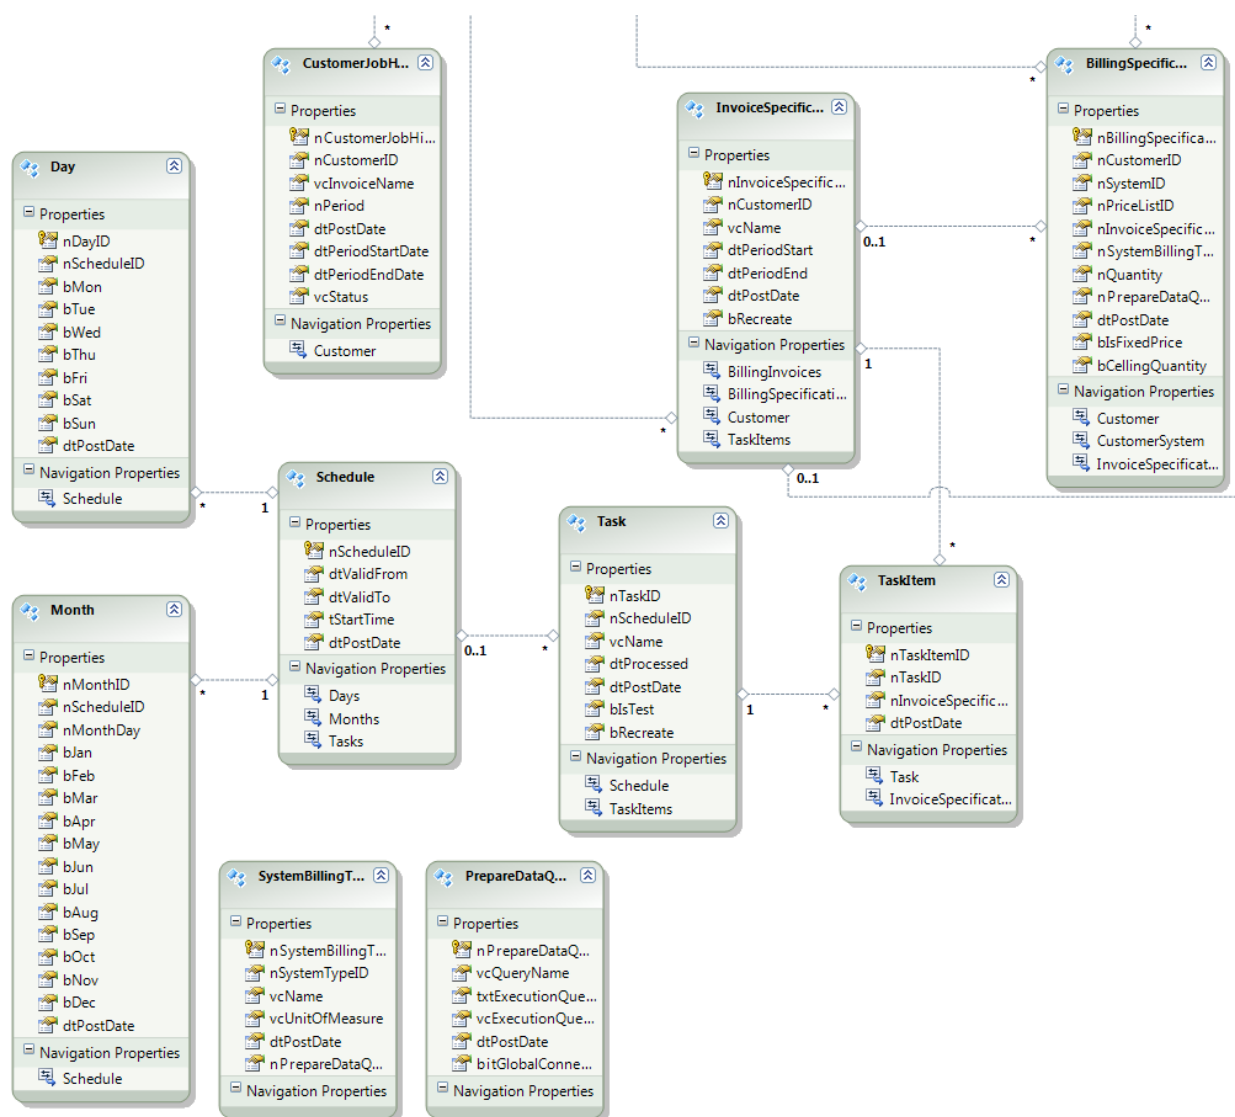 *
CustomerJobH...
Properties
nCustomerJobHi...
nCustomerID
vcInvoiceName
nPeriod
dtPostDate
dtPeriodStartDate
dtPeriodEndDate
vcStatus
Navigation Properties
Customer
*
*
BillingSpecific...
Properties
nBillingSpecifica...
nCustomerID
nSystemID
nPriceListID
nInvoiceSpecific...
nSystemBillingT...
nQuantity
nPrepareDataQ...
dtPostDate
bIsFixedPrice
bCellingQuantity
Navigation Properties
Customer
CustomerSystem
InvoiceSpecificat...
InvoiceSpecific...
Properties
nInvoiceSpecific...
nCustomerID
vcName
dtPeriodStart
dtPeriodEnd
dtPostDate
bRecreate
Navigation Properties
BillingInvoices
BillingSpecificati...
Customer
TaskItems
0..1
*
1
*
0..1
*
Day
Properties
nDayID
nScheduleID
bMon
bTue
bWed
bThu
bFri
bSat
bSun
dtPostDate
Navigation Properties
Schedule
*
1
Schedule
Properties
nScheduleID
dtValidFrom
dtValidTo
tStartTime
dtPostDate
Navigation Properties
Days
Months
Tasks
0..1
*
Task
Properties
nTaskID
nScheduleID
vcName
dtProcessed
dtPostDate
bIsTest
bRecreate
Navigation Properties
Schedule
TaskItems
1
*
TaskItem
Properties
nTaskItemID
nTaskID
nInvoiceSpecific...
dtPostDate
Navigation Properties
Task
InvoiceSpecificat...
Month
Properties
nMonthID
nScheduleID
nMonthDay
bJan
bFeb
bMar
bApr
bMay
bJun
bJul
bAug
bSep
bOct
bNov
bDec
dtPostDate
Navigation Properties
Schedule
*
1
SystemBillingT...
Properties
nSystemBillingT...
nSystemTypeID
vcName
vcUnitOfMeasure
dtPostDate
nPrepareDataQ...
Navigation Properties
PrepareDataQ...
Properties
nPrepareDataQ...
vcQueryName
txtExecutionQue...
vcExecutionQue...
dtPostDate
bitGlobalConne...
Navigation Properties